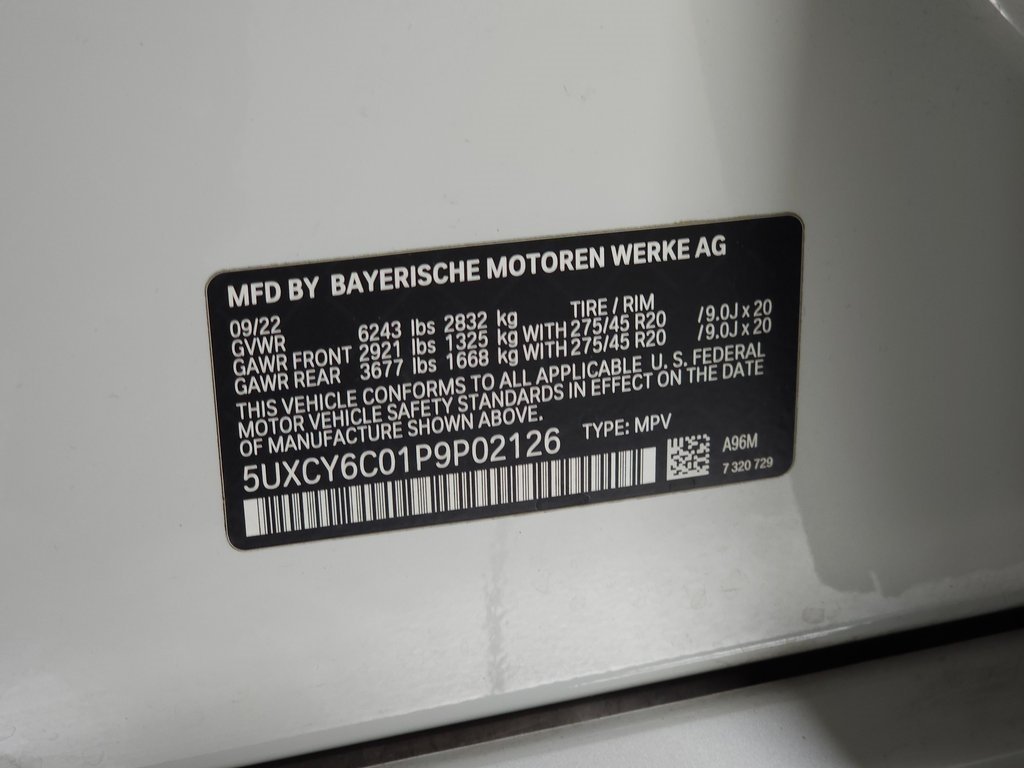 MFD BY BAYERISCHE MOTOREN WERKE AG
09/22 TIRE / RIM
GVWR 6243 lbs 2832 kg
GAWR FRONT 2921 lbs 1325 kg WITH 275/45 R20 /9.0J x 20
GAWR REAR 3677 lbs 1668 kg WITH 275/45 R20 /9.0J x 20
THIS VEHICLE CONFORMS TO ALL APPLICABLE U. S. FEDERAL
MOTOR VEHICLE SAFETY STANDARDS IN EFFECT ON THE DATE
OF MANUFACTURE SHOWN ABOVE.
5UXCY6C01P9P02126 TYPE: MPV
A96M
7 320 729